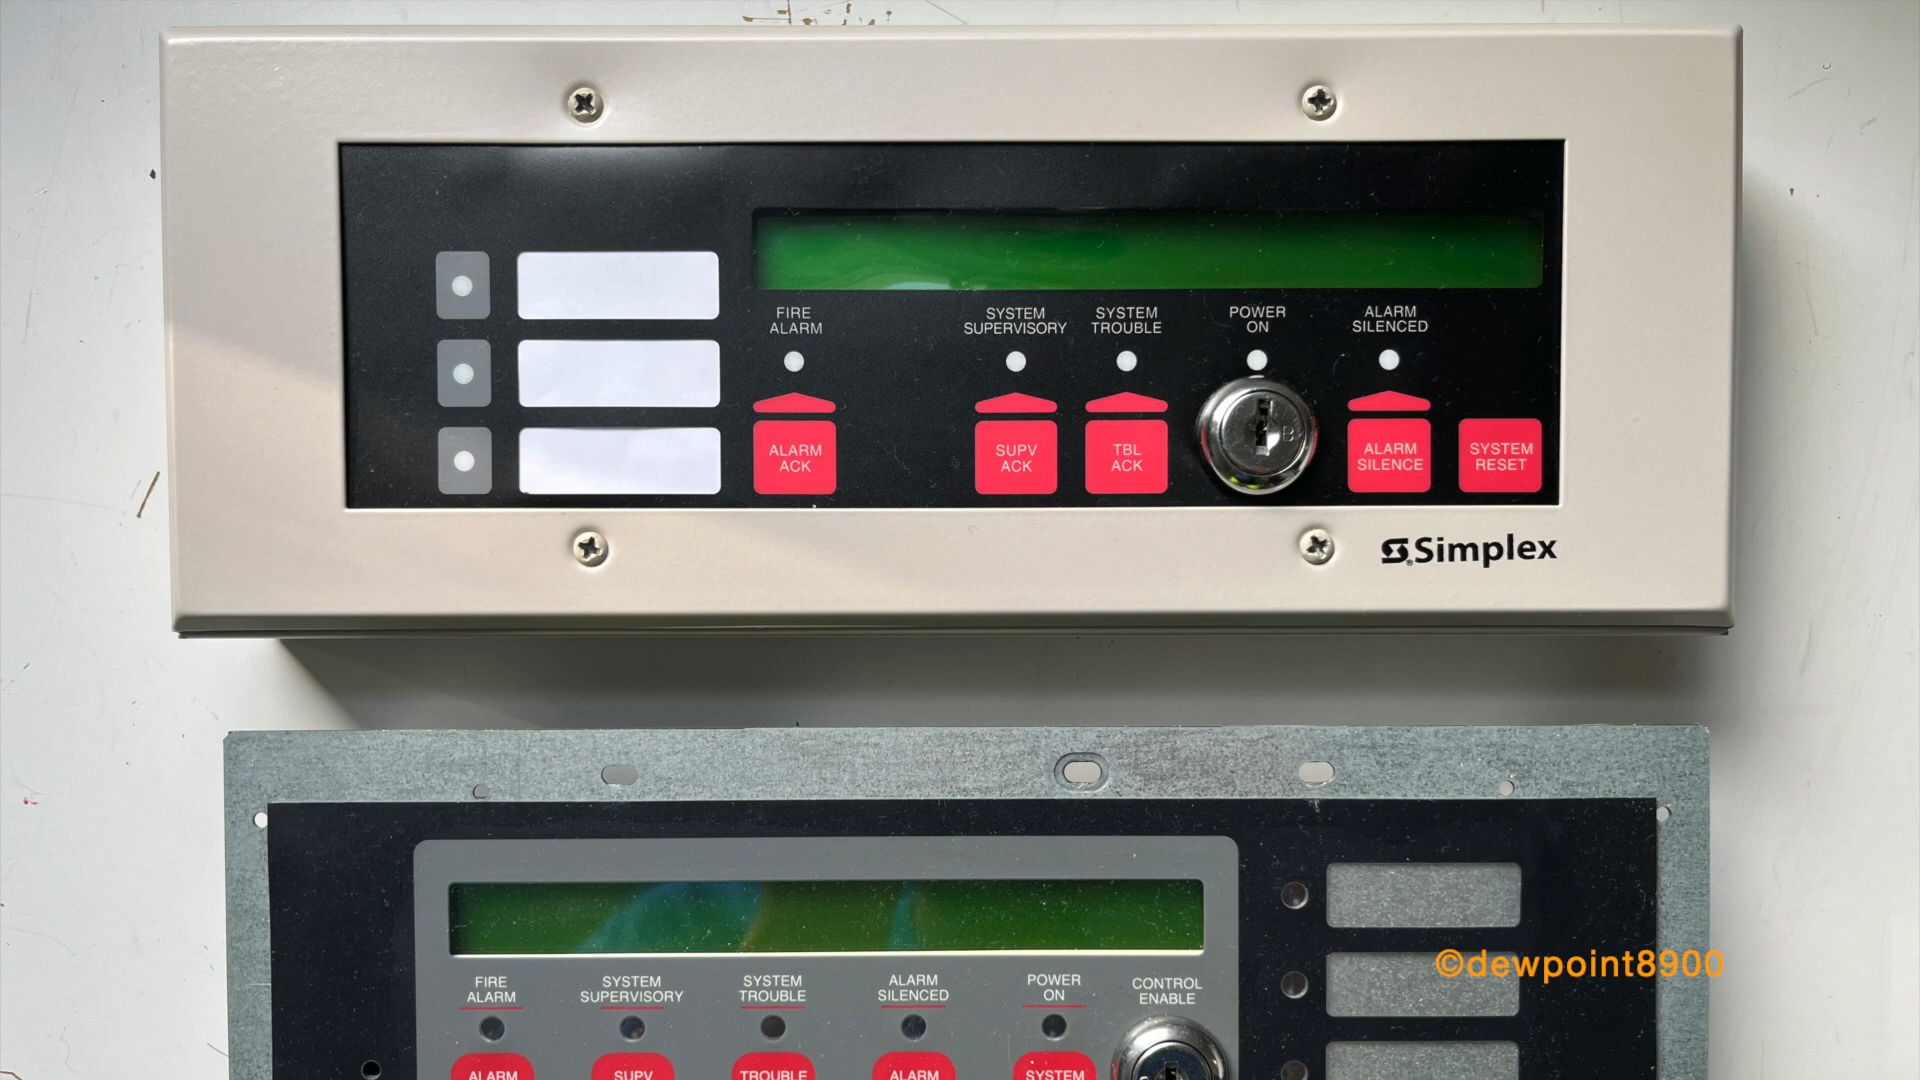 FIRE
ALARM
SYSTEM
SUPERVISORY
SYSTEM
TROUBLE
POWER
ON
ALARM
SILENCED
ALARM
ACK
SUPV
ACK
TBL
ACK
B
ALARM
SILENCE
SYSTEM
RESET
Simplex
©dewpoint8900
FIRE
ALARM
SYSTEM
SUPERVISORY
SYSTEM
TROUBLE
ALARM
SILENCED
POWER
ON
CONTROL
ENABLE
ALARM
SUPV
TROUBLE
ALARM
SYSTEM